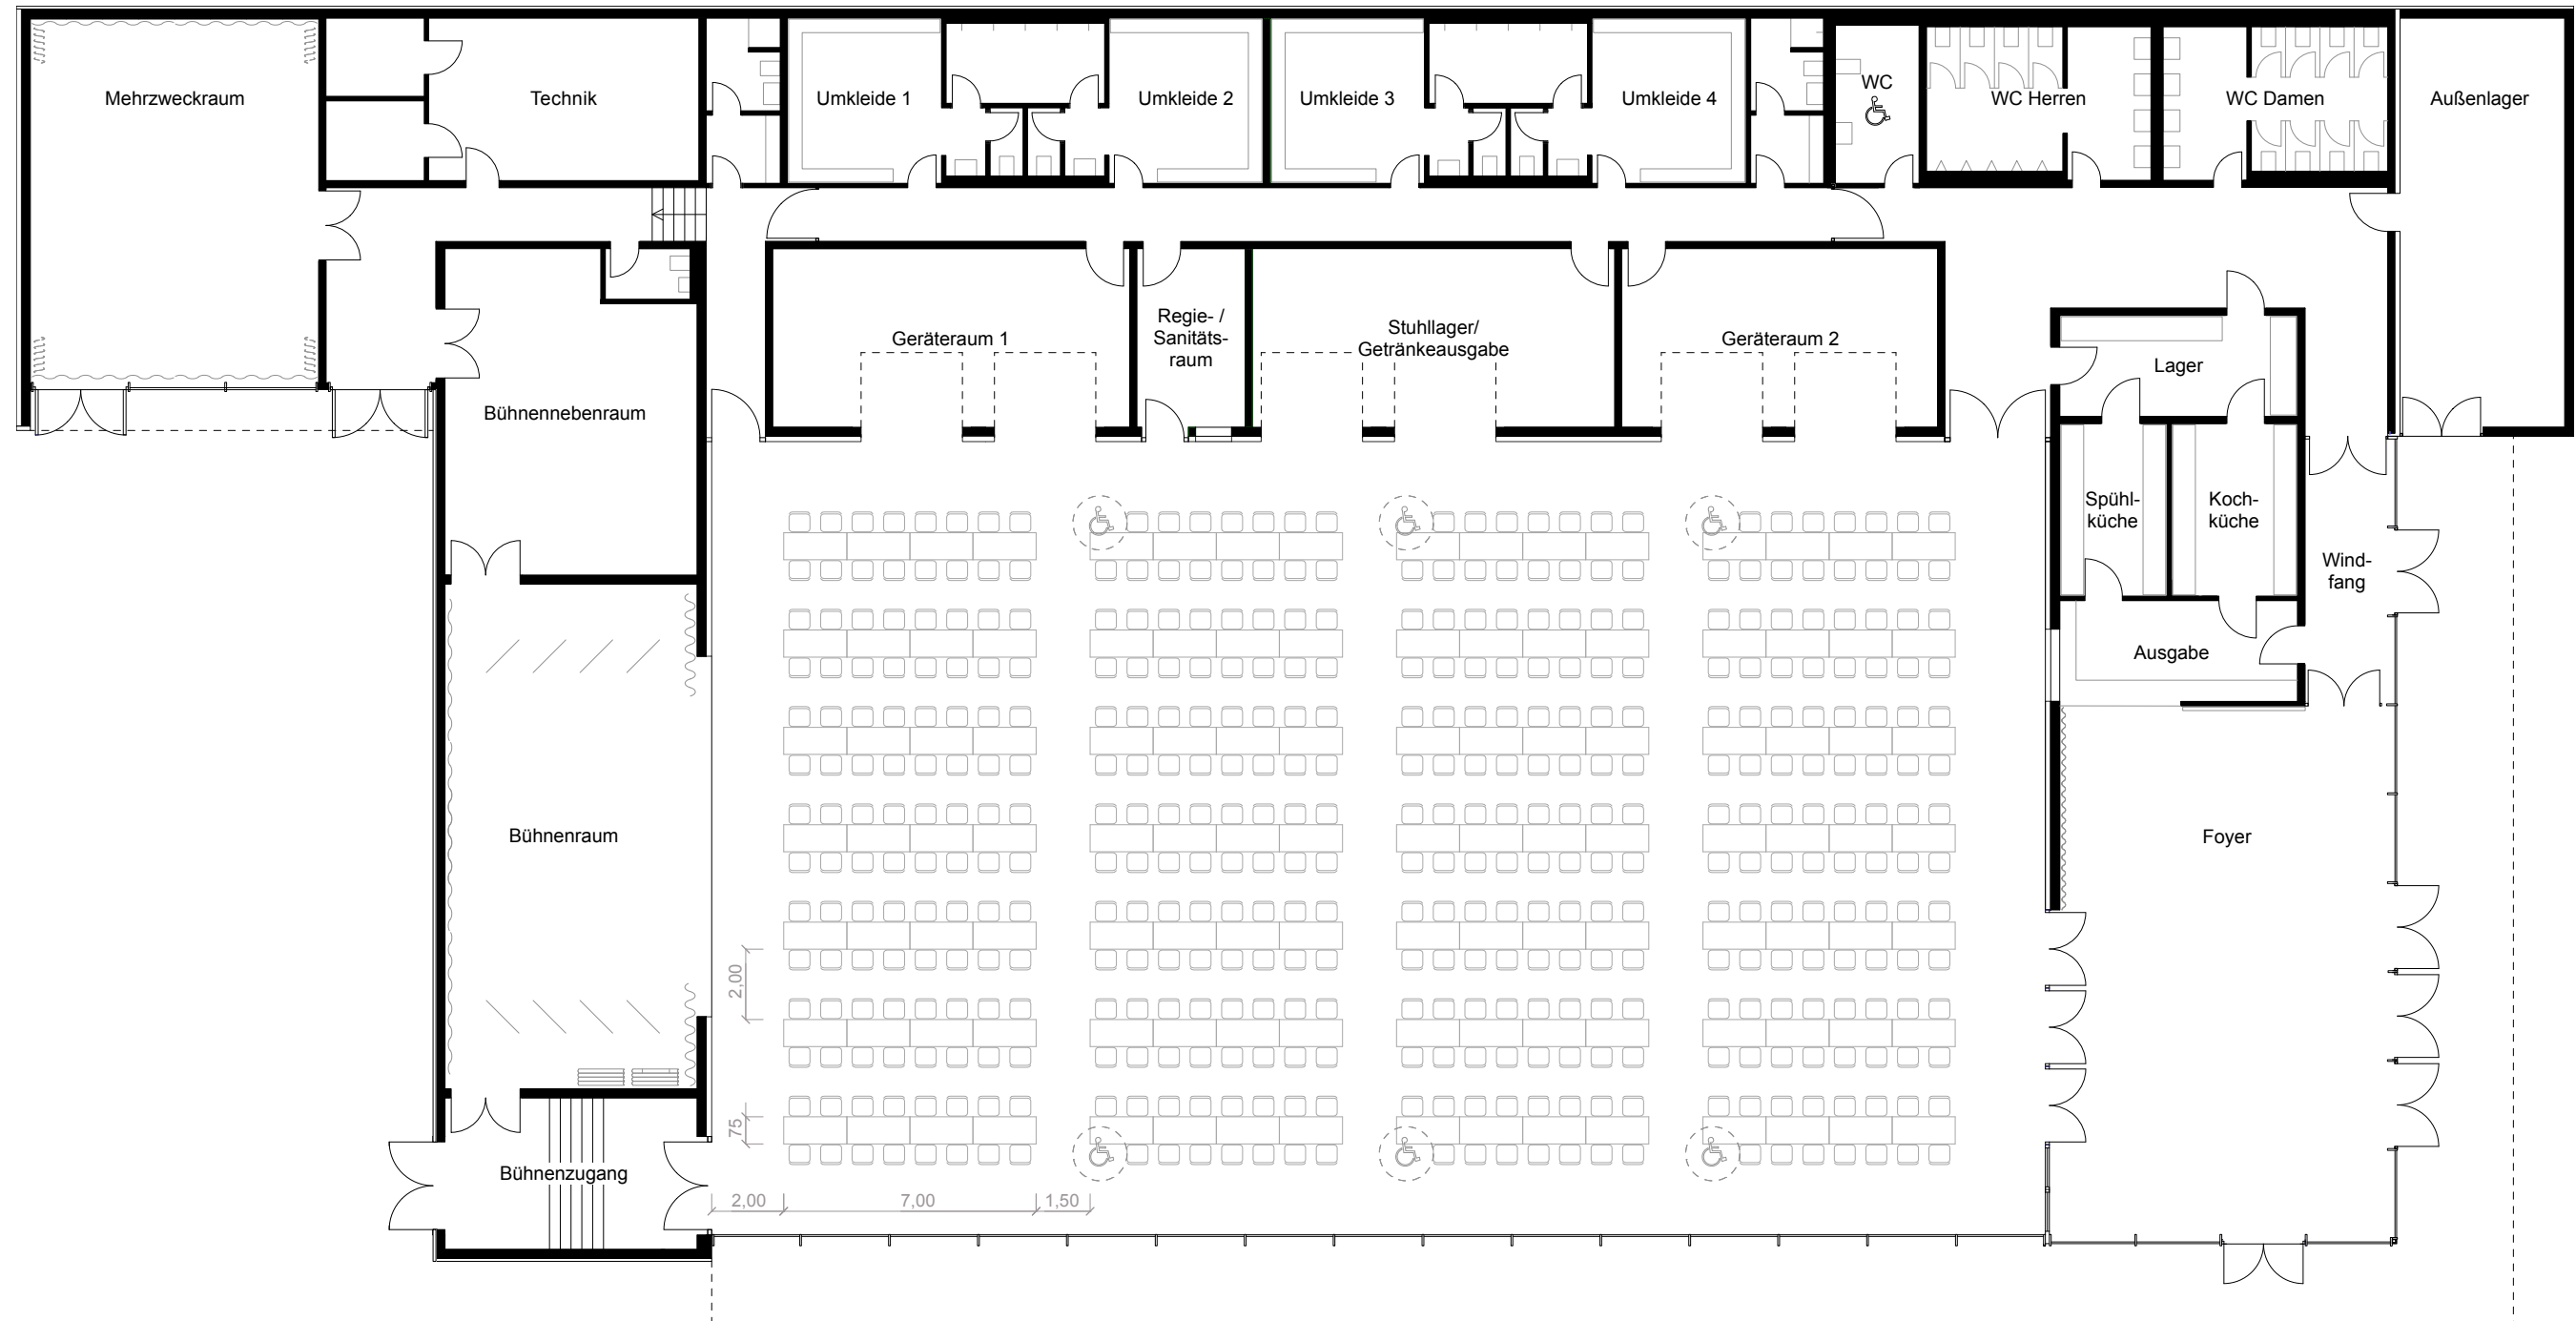 Mehrzweckraum
Technik
Umkleide 1
Umkleide 2
Umkleide 3
Umkleide 4
WC
WC Herren
WC Damen
Außenlager
Geräteraum 1
Regie- /
Sanitäts-
raum
Stuhllager/
Getränkeausgabe
Geräteraum 2
Lager
Bühnennebenraum
Spühl-
küche
Koch-
küche
Wind-
fang
Ausgabe
Bühnenraum
Foyer
2,00
75
Bühnenzugang
2,00
7,00
1,50